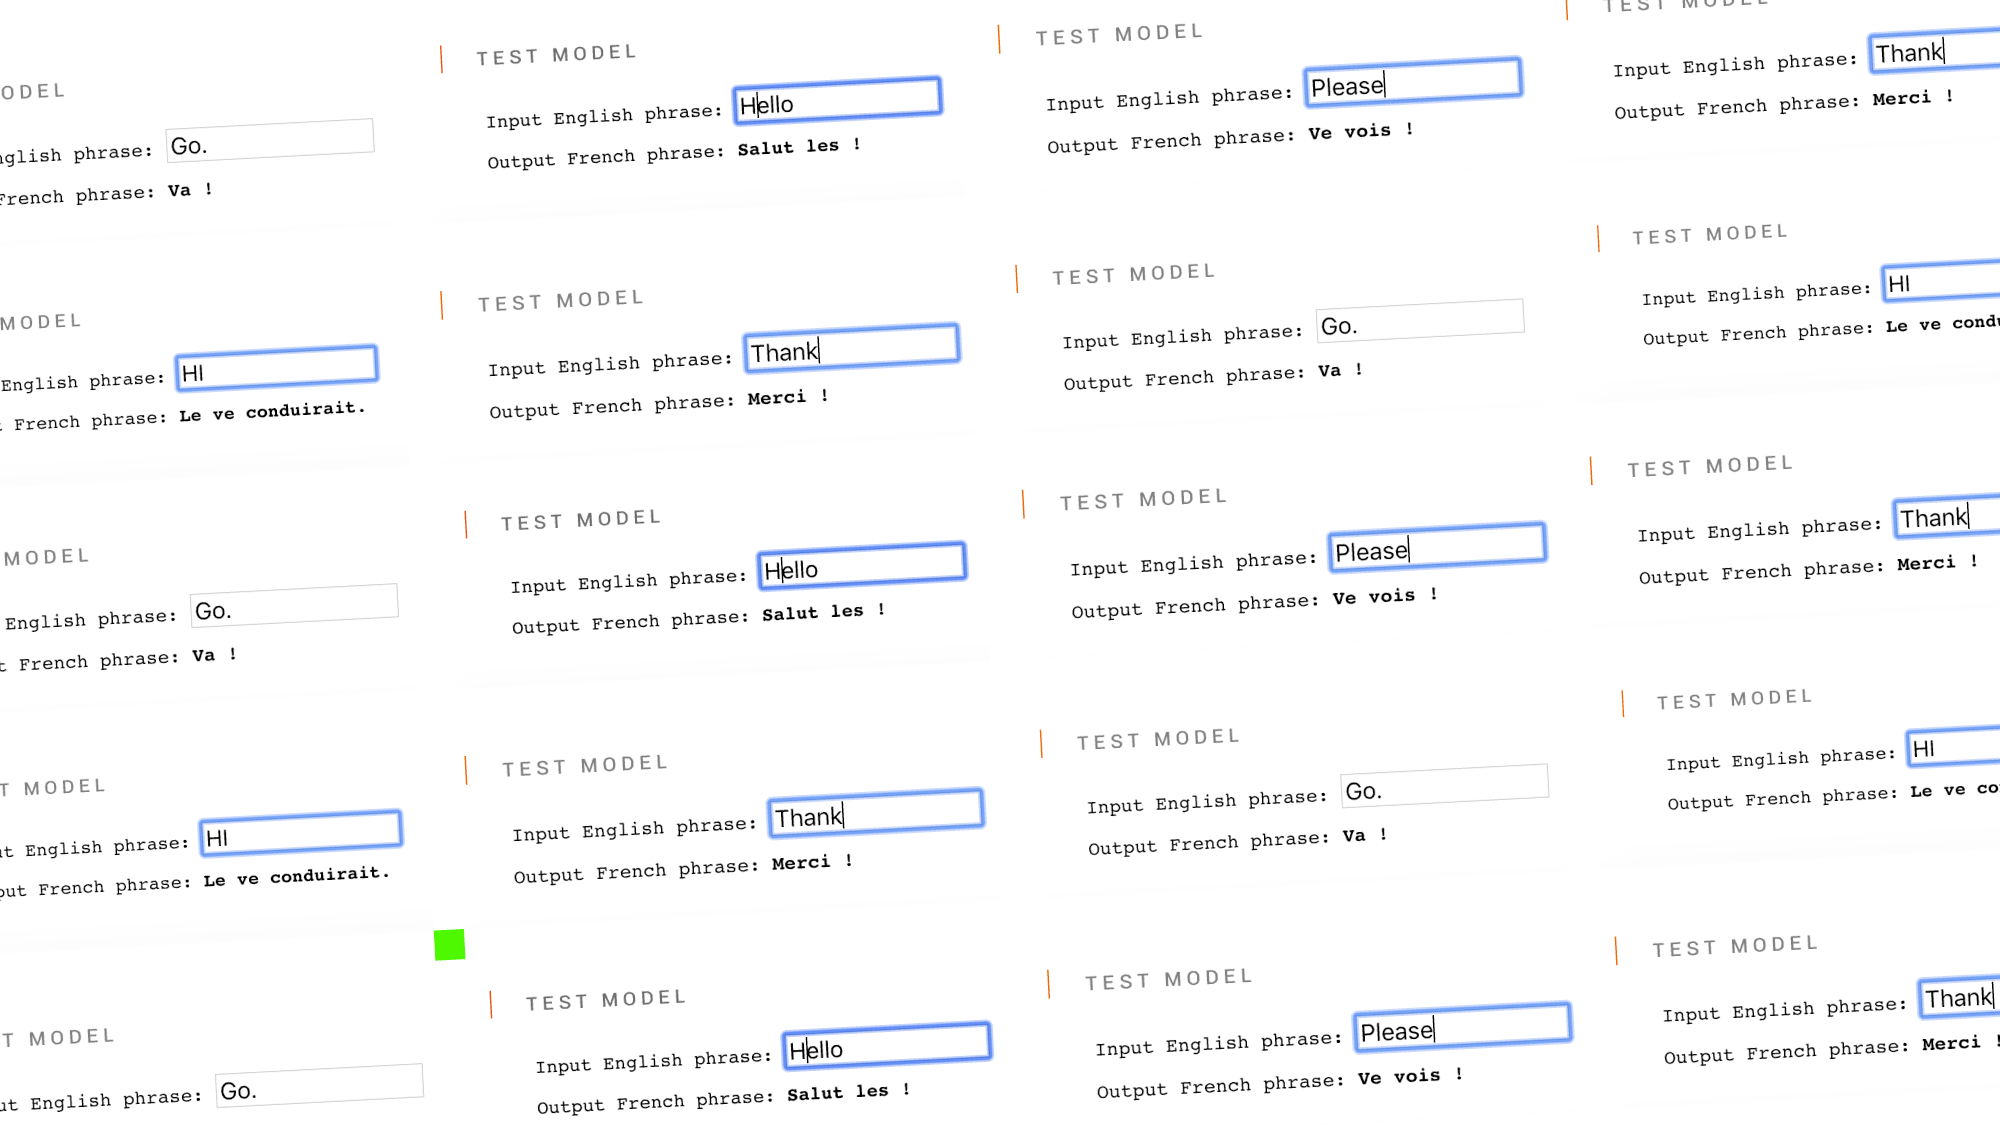 ODEL
nglish phrase: Go.
French phrase: Va !
TEST MODEL
Input English phrase: Hello
Output French phrase: Salut les !
TEST MODEL
Input English phrase: Please
Output French phrase: Ve vois !
TEST MODEL
Input English phrase: Thank
Output French phrase: Merci !
MODEL
English phrase: HI
French phrase: Le ve conduirait.
TEST MODEL
Input English phrase: Thank
Output French phrase: Merci !
TEST MODEL
Input English phrase: Go.
Output French phrase: Va !
TEST MODEL
Input English phrase: HI
Output French phrase: Le ve condu
MODEL
English phrase: Go.
t French phrase: Va !
TEST MODEL
Input English phrase: Hello
Output French phrase: Salut les !
TEST MODEL
Input English phrase: Please
Output French phrase: Ve vois !
TEST MODEL
Input English phrase: Thank
Output French phrase: Merci !
T MODEL
ut English phrase: HI
put French phrase: Le ve conduirait.
TEST MODEL
Input English phrase: Thank
Output French phrase: Merci !
TEST MODEL
Input English phrase: Go.
Output French phrase: Va !
TEST MODEL
Input English phrase: HI
Output French phrase: Le ve co
T MODEL
ut English phrase: Go.
TEST MODEL
Input English phrase: Hello
Output French phrase: Salut les !
TEST MODEL
Input English phrase: Please
Output French phrase: Ve vois !
TEST MODEL
Input English phrase: Thank
Output French phrase: Merci !